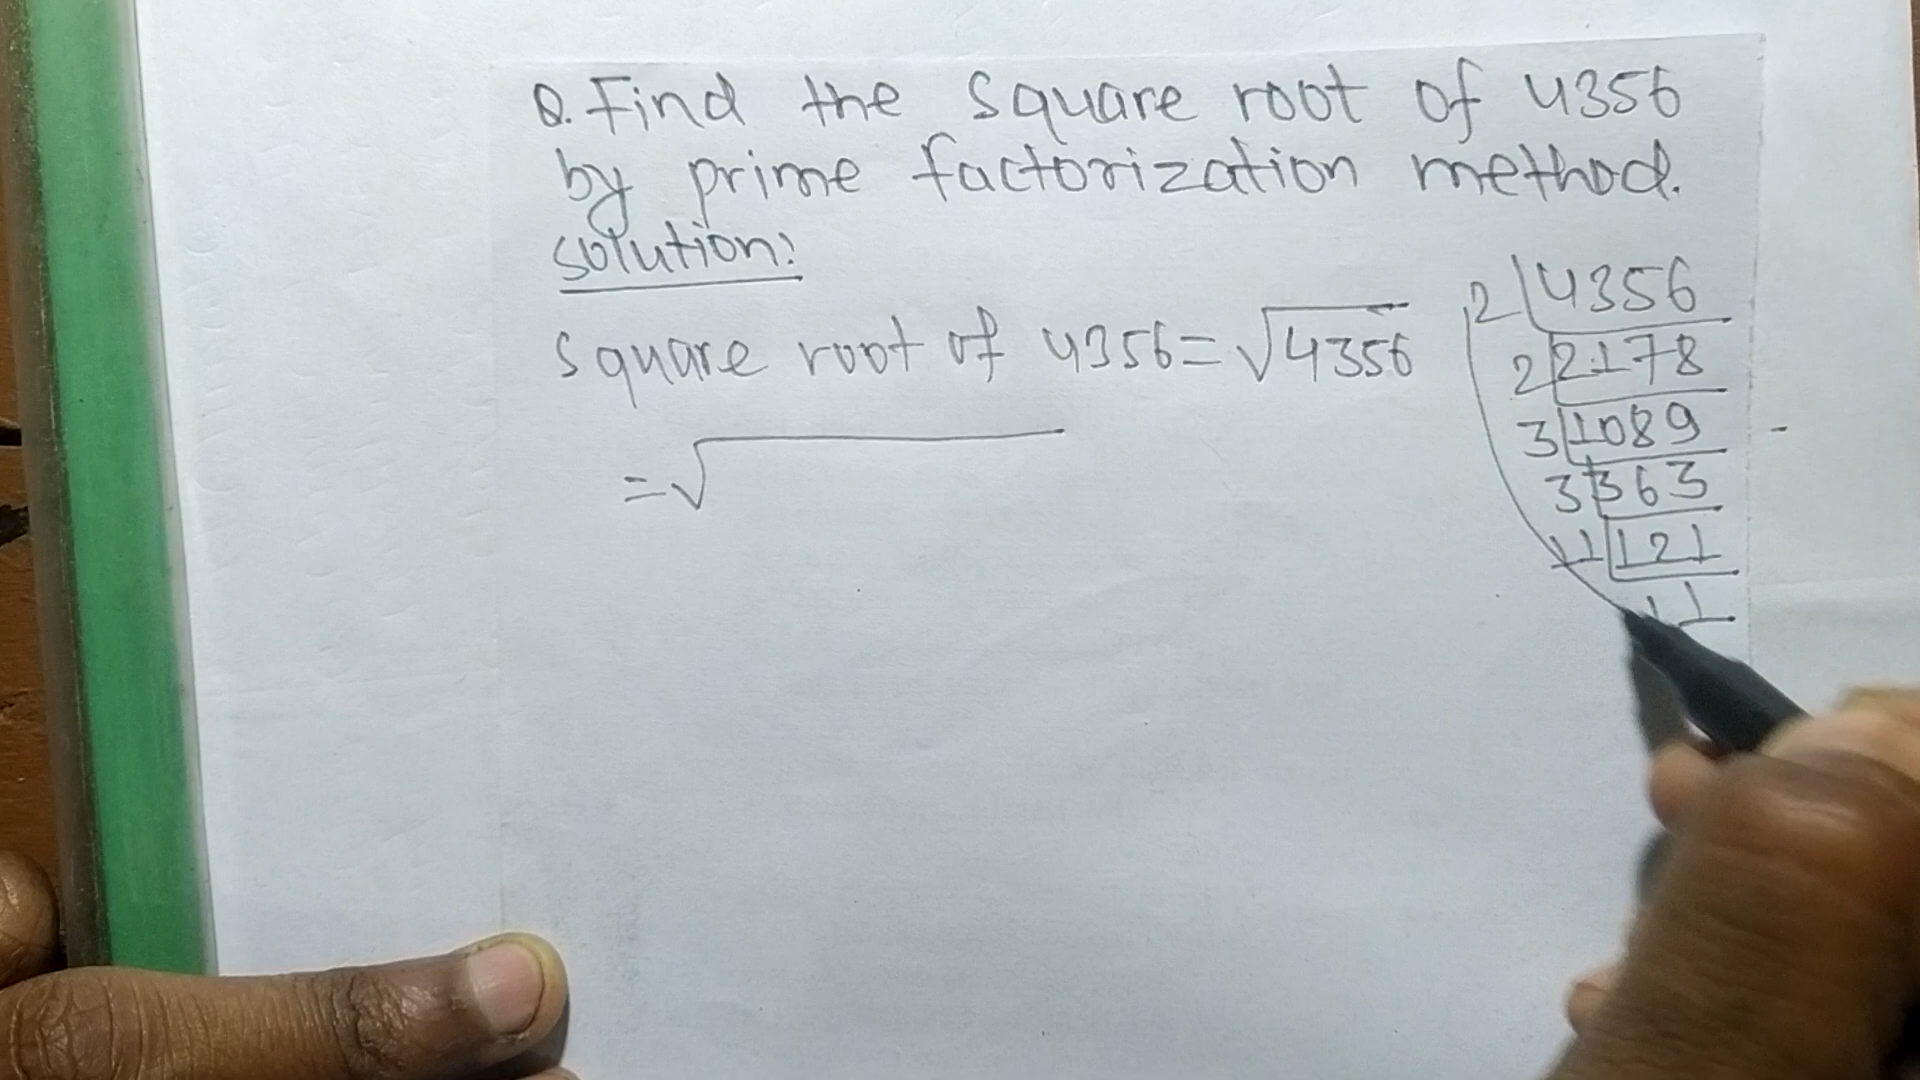 Q. Find the square root of 4356
by prime factorization method.
solution:
square root of 4356=√4356
=√
2 4356
2 2178
3 1089
3 363
11 121
11